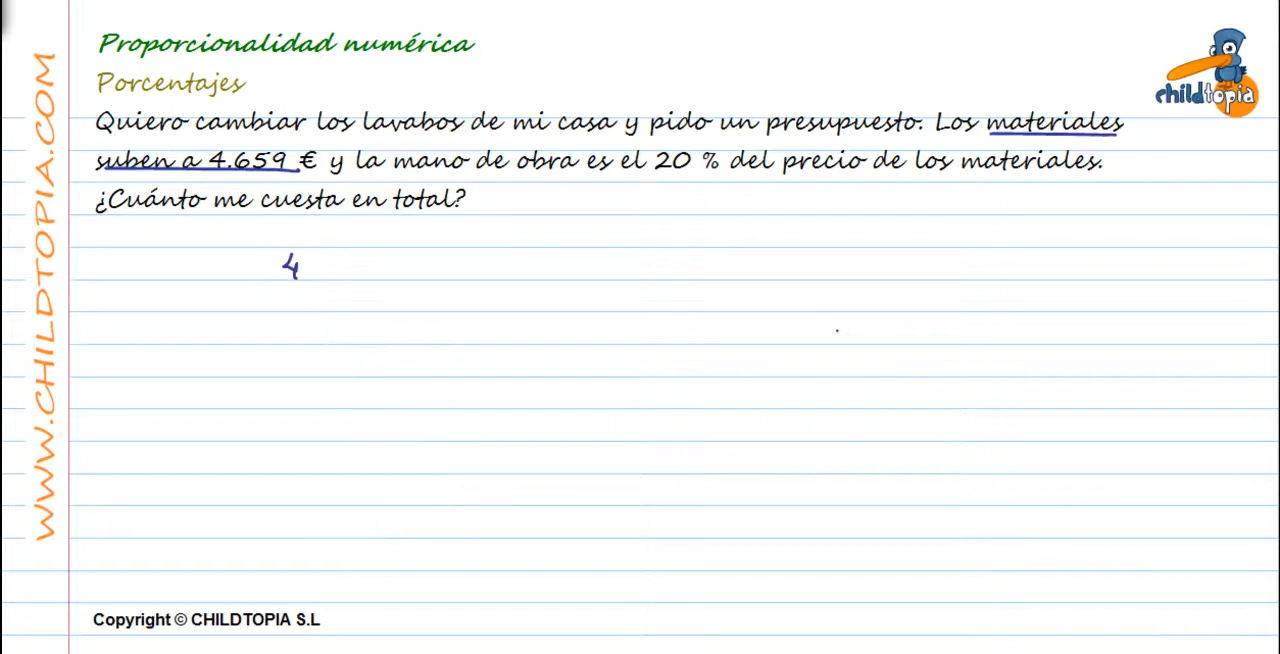 Proporcionalidad numérica
Porcentajes
Quiero cambiar los lavabos de mi casa y pido un presupuesto. Los materiales
suben a 4.659 € y la mano de obra es el 20 % del precio de los materiales.
¿Cuánto me cuesta en total?
4
WWW.CHILDTOPIA.COM
childtopia
Copyright © CHILDTOPIA S.L